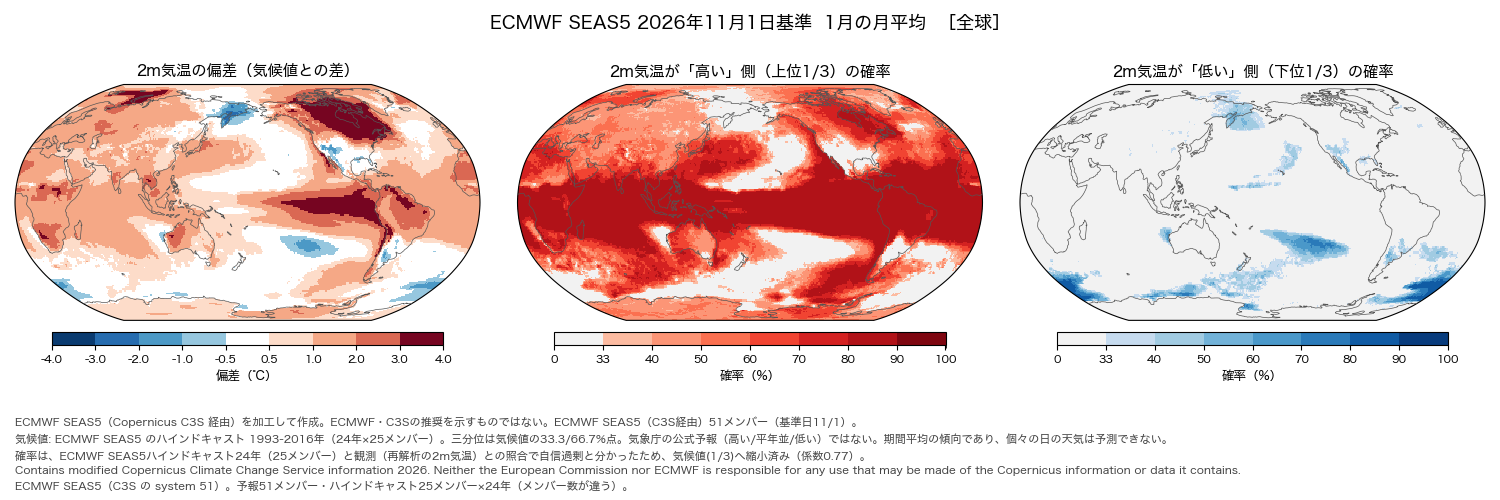 ECMWF SEAS5 2026年11月1日基準 1月の月平均 [全球]
2m気温の偏差（気候値との差）
2m気温が「高い」側（上位1/3）の確率
2m気温が「低い」側（下位1/3）の確率
-4.0 -3.0 -2.0 -1.0 -0.5 0.5 1.0 2.0 3.0 4.0
偏差（℃）
0 33 40 50 60 70 80 90 100
確率（%）
0 33 40 50 60 70 80 90 100
確率（%）
ECMWF SEAS5（Copernicus C3S 経由）を加工して作成。ECMWF・C3Sの推奨を示すものではない。ECMWF SEAS5（C3S経由）51メンバー（基準日11/1）。
気候値: ECMWF SEAS5 のハインドキャスト 1993-2016年（24年×25メンバー）。三分位は気候値の33.3/66.7%点。気象庁の公式予報（高い/平年並/低い）ではない。期間平均の傾向であり、個々の日の天気は予測できない。
確率は、ECMWF SEAS5ハインドキャスト24年（25メンバー）と観測（再解析の2m気温）との照合で自信過剰と分かったため、気候値(1/3)へ縮小済み（係数0.77）。
Contains modified Copernicus Climate Change Service information 2026. Neither the European Commission nor ECMWF is responsible for any use that may be made of the Copernicus information or data it contains.
ECMWF SEAS5（C3S の system 51）。予報51メンバー・ハインドキャスト25メンバー×24年（メンバー数が違う）。